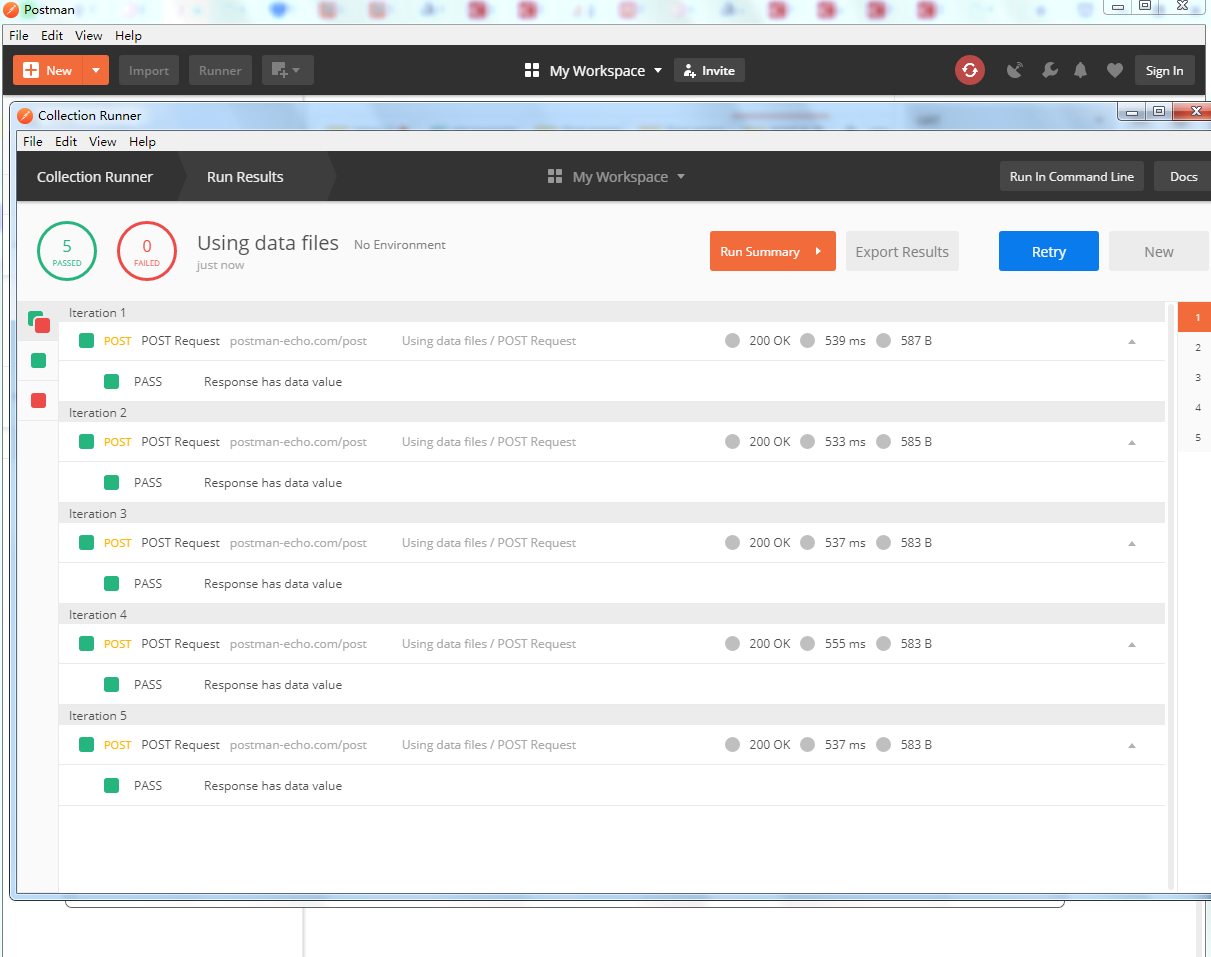 Postman
File Edit View Help
New Import Runner My Workspace Invite Sign In
Collection Runner
File Edit View Help
Collection Runner Run Results My Workspace Run In Command Line Docs
5 PASSED 0 FAILED Using data files No Environment Run Summary Export Results Retry New
just now
Iteration 1
POST POST Request postman-echo.com/post Using data files / POST Request 200 OK 539 ms 587 B
PASS Response has data value
Iteration 2
POST POST Request postman-echo.com/post Using data files / POST Request 200 OK 533 ms 585 B
PASS Response has data value
Iteration 3
POST POST Request postman-echo.com/post Using data files / POST Request 200 OK 537 ms 583 B
PASS Response has data value
Iteration 4
POST POST Request postman-echo.com/post Using data files / POST Request 200 OK 555 ms 583 B
PASS Response has data value
Iteration 5
POST POST Request postman-echo.com/post Using data files / POST Request 200 OK 537 ms 583 B
PASS Response has data value
1
2
3
4
5